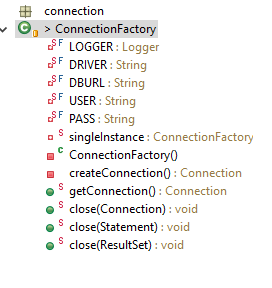 connection
> ConnectionFactory
S F LOGGER : Logger
S F DRIVER : String
S F DBURL : String
S F USER : String
S F PASS : String
S singleInstance : ConnectionFactory
C ConnectionFactory()
createConnection() : Connection
S getConnection() : Connection
S close(Connection) : void
S close(Statement) : void
S close(ResultSet) : void